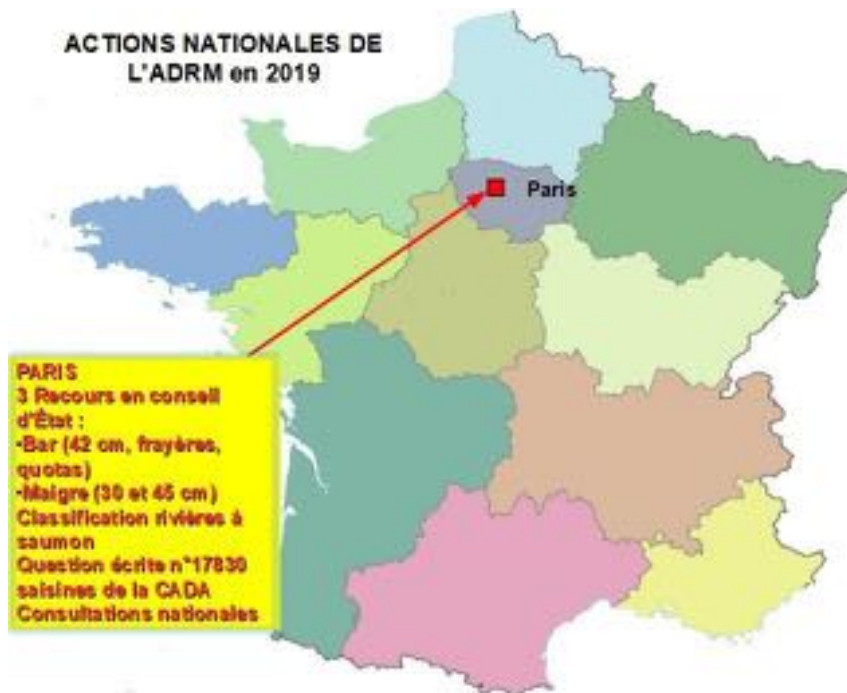 ACTIONS NATIONALES DE
L'ADRM en 2019
Paris
PARIS
3 Recours en conseil
d'État :
•Bar (42 cm, frayères,
quotas)
•Maigre (30 et 45 cm)
Classification rivières à
saumon
Question écrite n°17830
saisines de la CADA
Consultations nationales